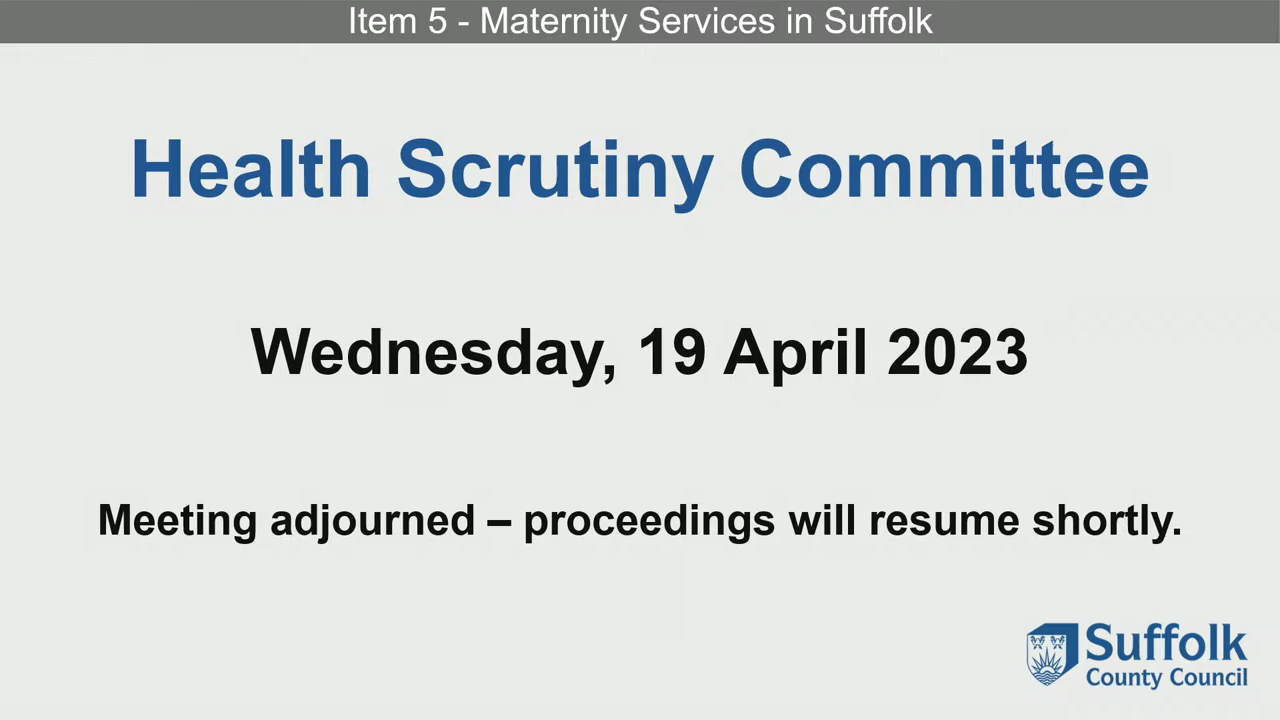 Item 5 - Maternity Services in Suffolk
Health Scrutiny Committee
Wednesday, 19 April 2023
Meeting adjourned – proceedings will resume shortly.
Suffolk
County Council